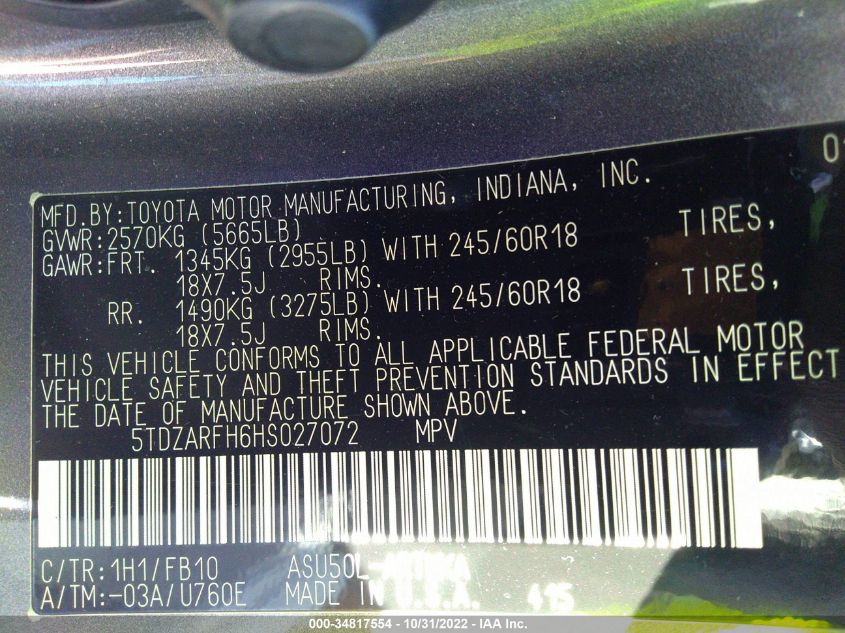 01
MFD.BY:TOYOTA MOTOR MANUFACTURING, INDIANA, INC.
GVWR:2570KG (5665LB)
GAWR:FRT. 1345KG (2955LB) WITH 245/60R18 TIRES,
18X7.5J RIMS.
RR. 1490KG (3275LB) WITH 245/60R18 TIRES,
18X7.5J RIMS.
THIS VEHICLE CONFORMS TO ALL APPLICABLE FEDERAL MOTOR
VEHICLE SAFETY AND THEFT PREVENTION STANDARDS IN EFFECT
THE DATE OF MANUFACTURE SHOWN ABOVE.
5TDZARFH6HS027072 MPV
C/TR:1H1/FB10 ASU50L-
A/TM:-03A/U760E MADE IN U.S.A. 415
000-34817554 - 10/31/2022 - IAA Inc.